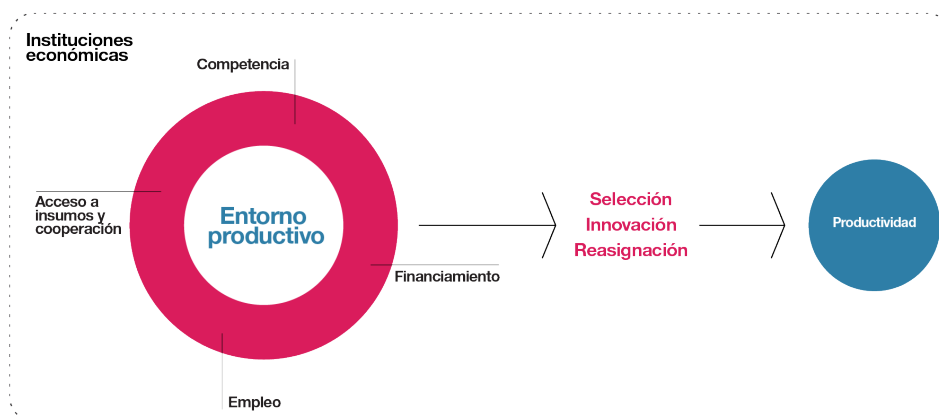 Instituciones
económicas
Competencia
Acceso a
insumos y
cooperación
Entorno
productivo
Financiamiento
Empleo
Selección
Innovación
Reasignación
Productividad